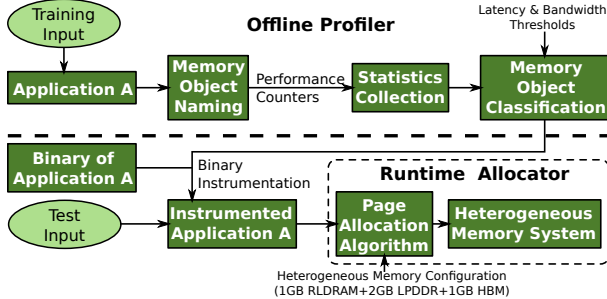 Training
Input
Offline Profiler
Latency & Bandwidth
Thresholds
Application A
Memory
Object
Naming
Performance
Counters
Statistics
Collection
Memory
Object
Classification
Binary of
Application A
Binary
Instrumentation
Runtime Allocator
Test
Input
Instrumented
Application A
Page
Allocation
Algorithm
Heterogeneous
Memory System
Heterogeneous Memory Configuration
(1GB RLDRAM+2GB LPDDR+1GB HBM)